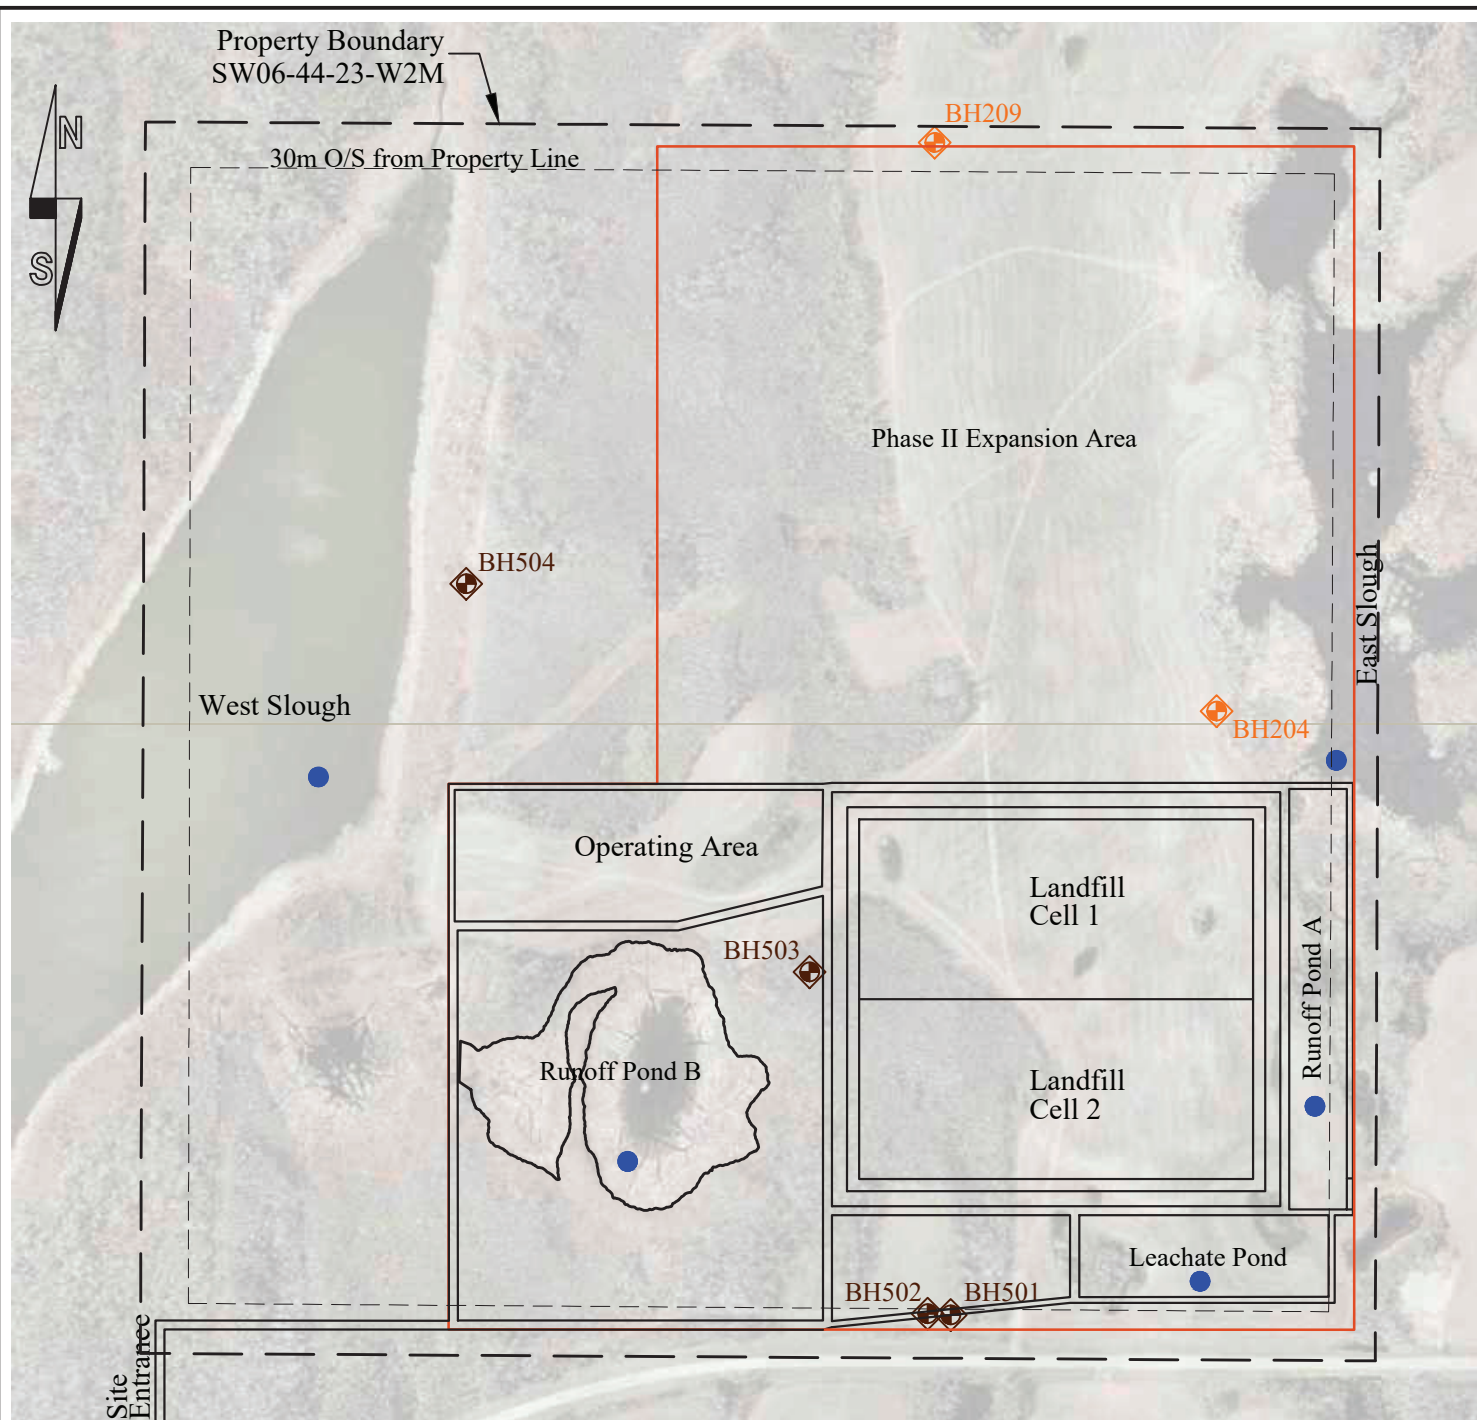 Property Boundary
SW06-44-23-W2M
BH209
N
30m O/S from Property Line
S
Phase II Expansion Area
BH504
East Slough
West Slough
BH204
Operating Area
Landfill
Cell 1
BH503
Runoff Pond A
Runoff Pond B
Landfill
Cell 2
Leachate Pond
BH502
BH501
Site
Entrance